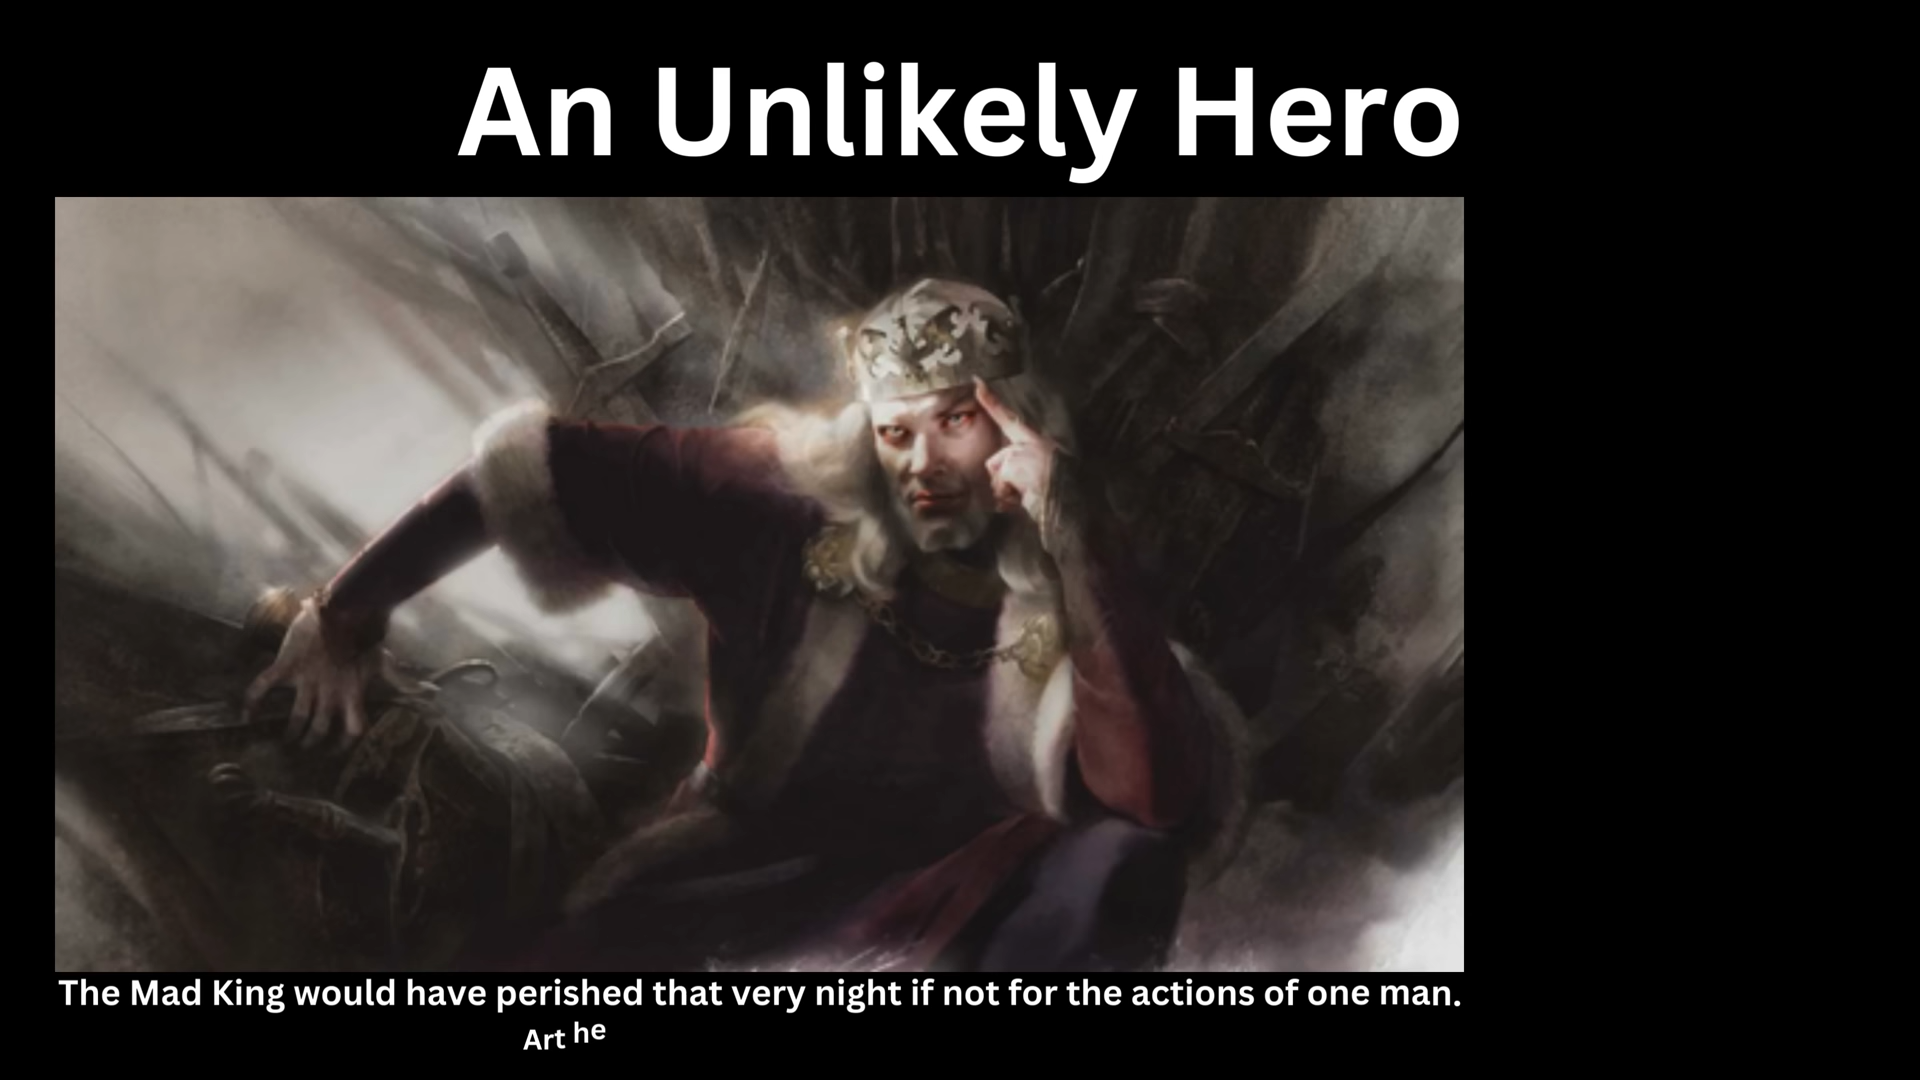 An Unlikely Hero
The Mad King would have perished that very night if not for the actions of one man.
Art he